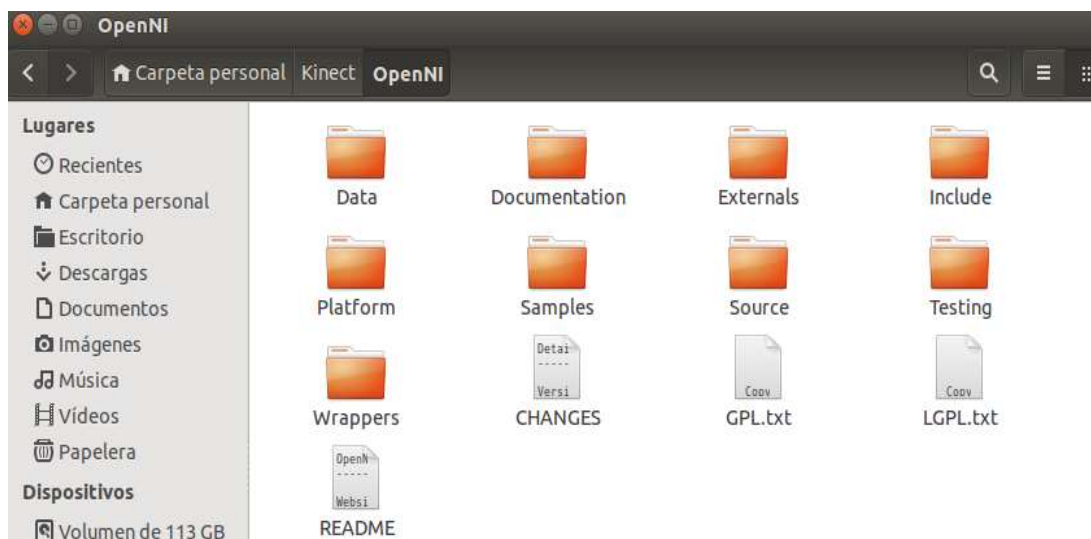 OpenNI
Carpeta personal Kinect OpenNI
Lugares
Recientes
Carpeta personal
Escritorio
Descargas
Documentos
Imágenes
Música
Vídeos
Papelera
Dispositivos
Volumen de 113 GB
Data Documentation Externals Include
Platform Samples Source Testing
Detai
-----
Versi
Copy
Copy
Wrappers CHANGES GPL.txt LGPL.txt
OpenN
-----
Websi
README